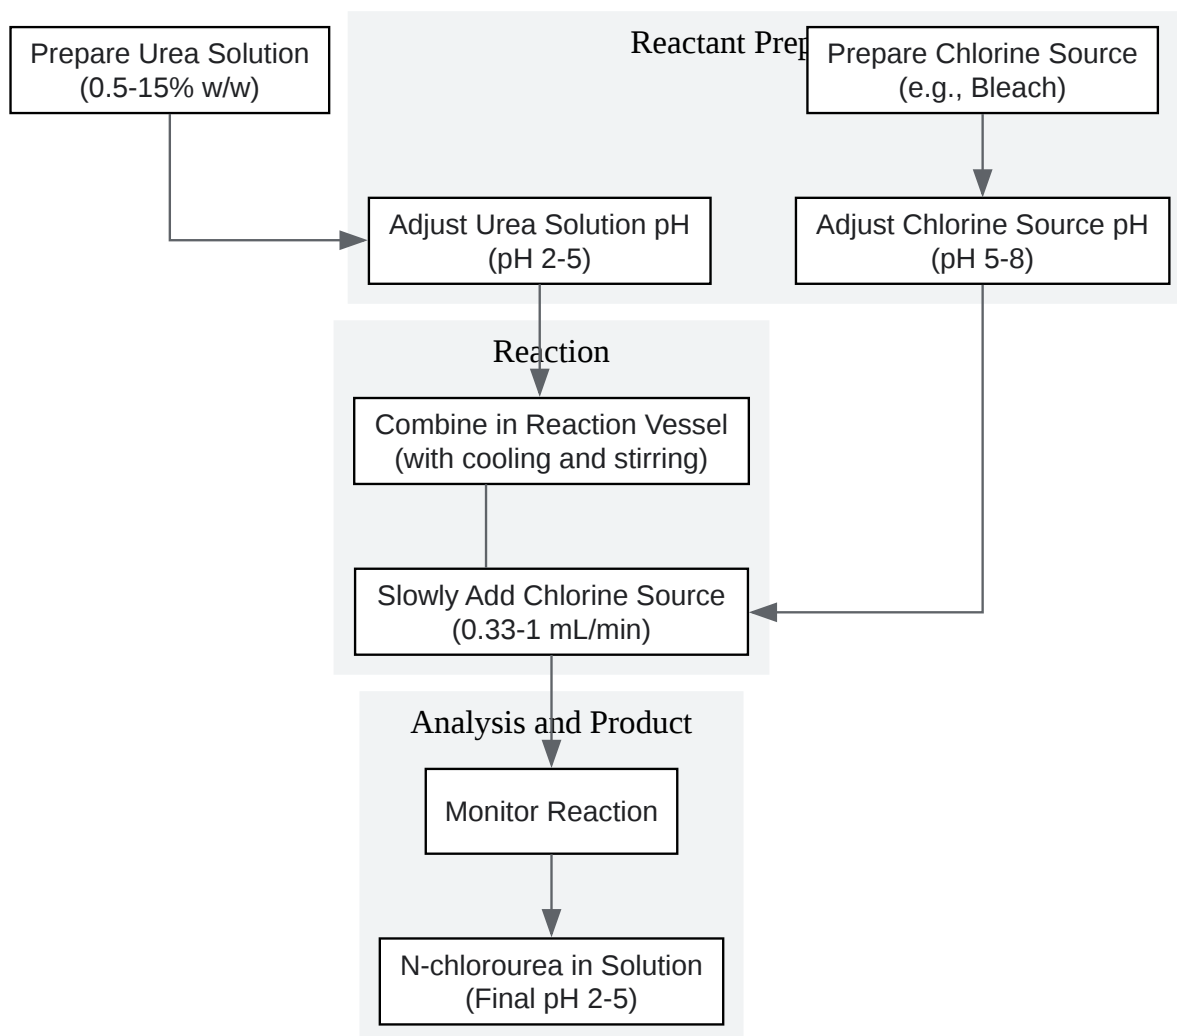 Prepare Urea Solution
(0.5-15% w/w)
Reactant Prep
Prepare Chlorine Source
(e.g., Bleach)
Adjust Urea Solution pH
(pH 2-5)
Adjust Chlorine Source pH
(pH 5-8)
Reaction
Combine in Reaction Vessel
(with cooling and stirring)
Slowly Add Chlorine Source
(0.33-1 mL/min)
Analysis and Product
Monitor Reaction
N-chlorourea in Solution
(Final pH 2-5)